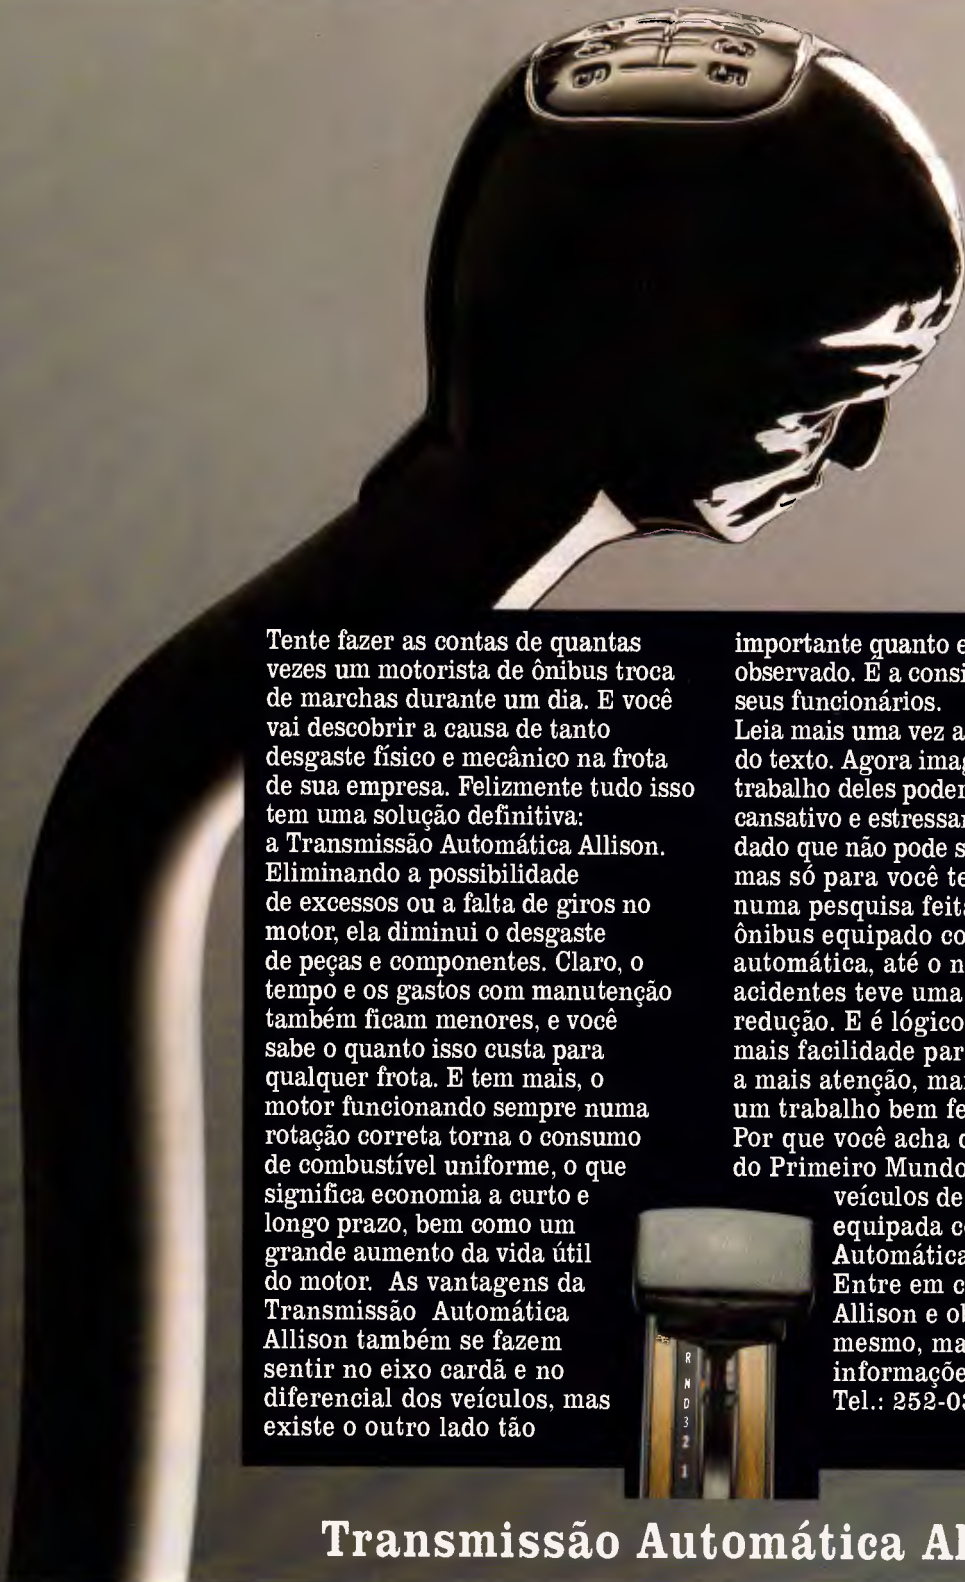 Tente fazer as contas de quantas
vezes um motorista de ônibus troca
de marchas durante um dia. E você
vai descobrir a causa de tanto
desgaste físico e mecânico na frota
de sua empresa. Felizmente tudo isso
tem uma solução definitiva:
a Transmissão Automática Allison.
Eliminando a possibilidade
de excessos ou a falta de giros no
motor, ela diminui o desgaste
de peças e componentes. Claro, o
tempo e os gastos com manutenção
também ficam menores, e você
sabe o quanto isso custa para
qualquer frota. E tem mais, o
motor funcionando sempre numa
rotação correta torna o consumo
de combustível uniforme, o que
significa economia a curto e
longo prazo, bem como um
grande aumento da vida útil
do motor. As vantagens da
Transmissão Automática
Allison também se fazem
sentir no eixo cardã e no
diferencial dos veículos, mas
existe o outro lado tão
importante quanto e
observado. É a consi
seus funcionários.
Leia mais uma vez a
do texto. Agora imag
trabalho deles poder
cansativo e estressar
dado que não pode s
mas só para você te
numa pesquisa feita
ônibus equipado co
automática, até o n
acidentes teve uma
redução. E é lógico
mais facilidade par
a mais atenção, mai
um trabalho bem fe
Por que você acha q
do Primeiro Mundo
veículos de
equipada co
Automática
Entre em c
Allison e ob
mesmo, ma
informaçõe
Tel.: 252-03
R
N
D
3
2
1
Transmissão Automática Al